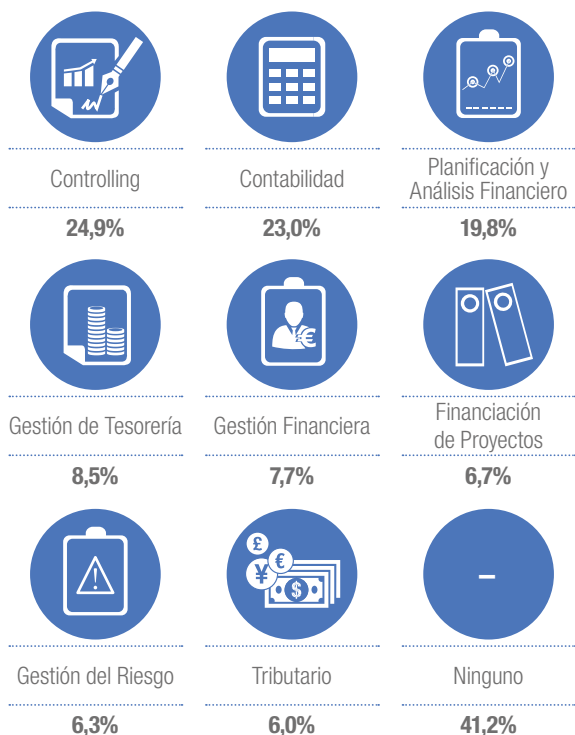 Controlling
24,9%
Contabilidad
23,0%
Planificación y
Análisis Financiero
19,8%
Gestión de Tesorería
8,5%
€
Gestión Financiera
7,7%
Financiación
de Proyectos
6,7%
Gestión del Riesgo
6,3%
£
€
¥
$
Tributario
6,0%
Ninguno
41,2%